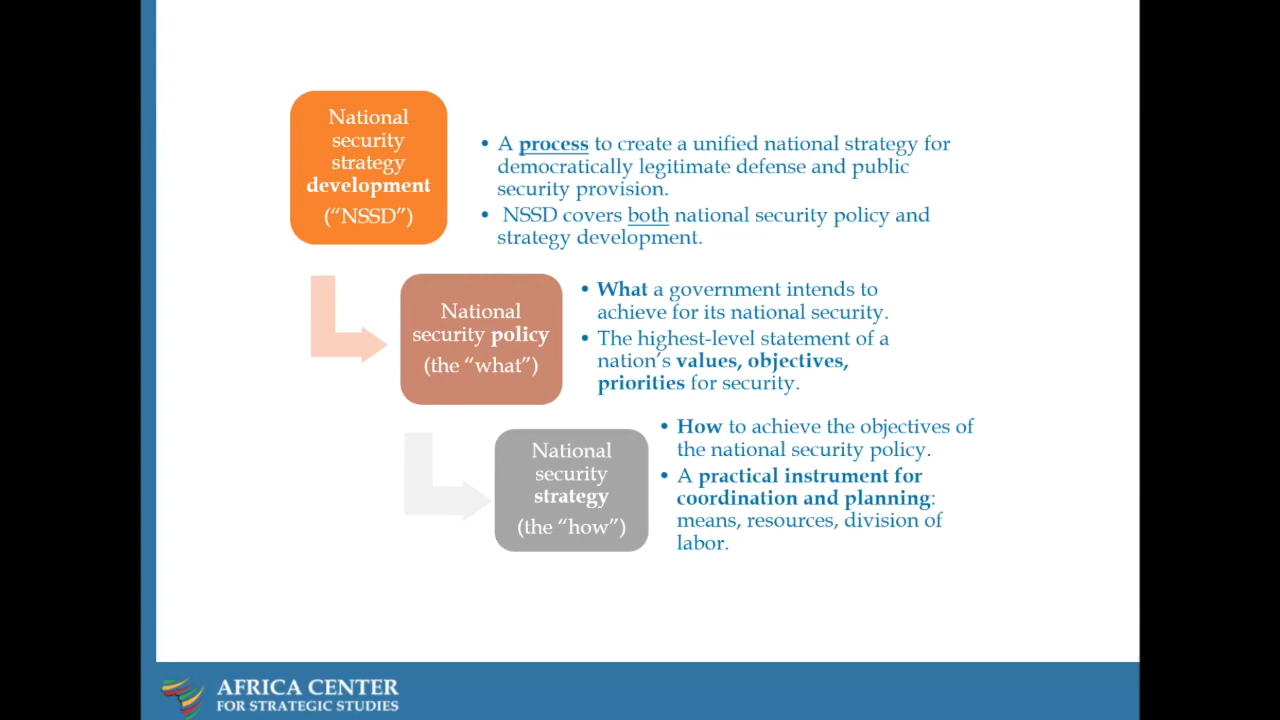 National
security
strategy
development
(“NSSD”)
• A process to create a unified national strategy for
democratically legitimate defense and public
security provision.
• NSSD covers both national security policy and
strategy development.
National
security policy
(the “what”)
• What a government intends to
achieve for its national security.
• The highest-level statement of a
nation’s values, objectives,
priorities for security.
National
security
strategy
(the “how”)
• How to achieve the objectives of
the national security policy.
• A practical instrument for
coordination and planning:
means, resources, division of
labor.
AFRICA CENTER
FOR STRATEGIC STUDIES